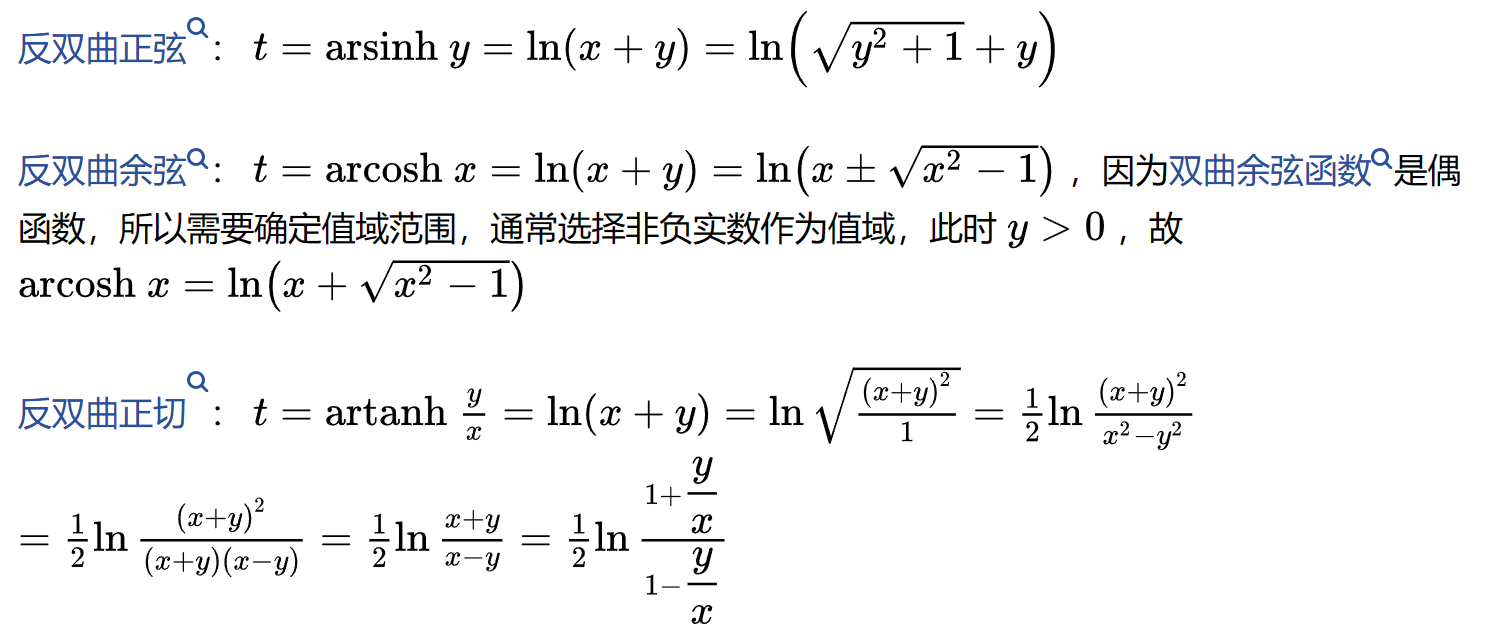 反双曲正弦： t = arsinh y = ln(x + y) = ln(√(y² + 1) + y)
反双曲余弦： t = arcosh x = ln(x + y) = ln(x ± √(x² − 1)) ，因为双曲余弦函数是偶
函数，所以需要确定值域范围，通常选择非负实数作为值域，此时 y > 0 ，故
arcosh x = ln(x + √(x² − 1))
反双曲正切： t = artanh y/x = ln(x + y) = ln √((x+y)²/1) = 1/2 ln (x+y)²/(x²−y²)
= 1/2 ln (x+y)²/((x+y)(x−y)) = 1/2 ln (x+y)/(x−y) = 1/2 ln (1+y/x)/(1−y/x)